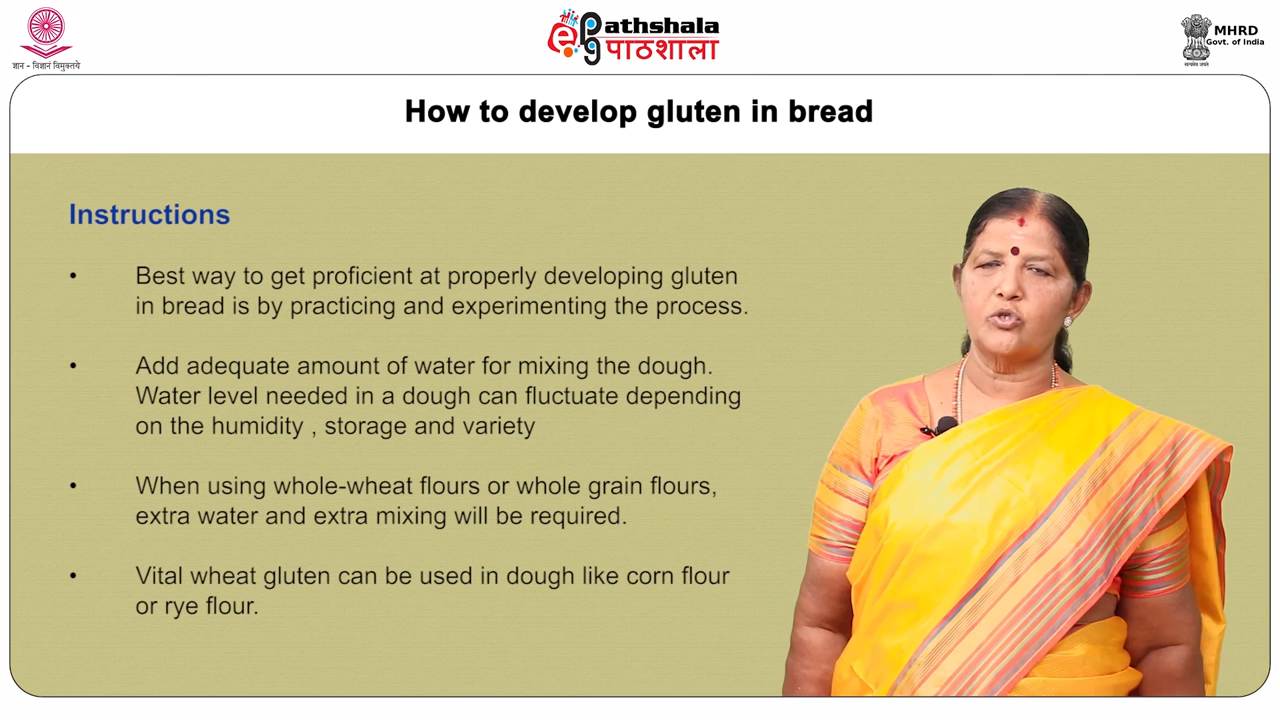 ज्ञान - विज्ञान विमुक्तये
ePathshala
पाठशाला
MHRD
Govt. of India
सत्यमेव जयते
How to develop gluten in bread
Instructions
• Best way to get proficient at properly developing gluten
in bread is by practicing and experimenting the process.
• Add adequate amount of water for mixing the dough.
Water level needed in a dough can fluctuate depending
on the humidity , storage and variety
• When using whole-wheat flours or whole grain flours,
extra water and extra mixing will be required.
• Vital wheat gluten can be used in dough like corn flour
or rye flour.